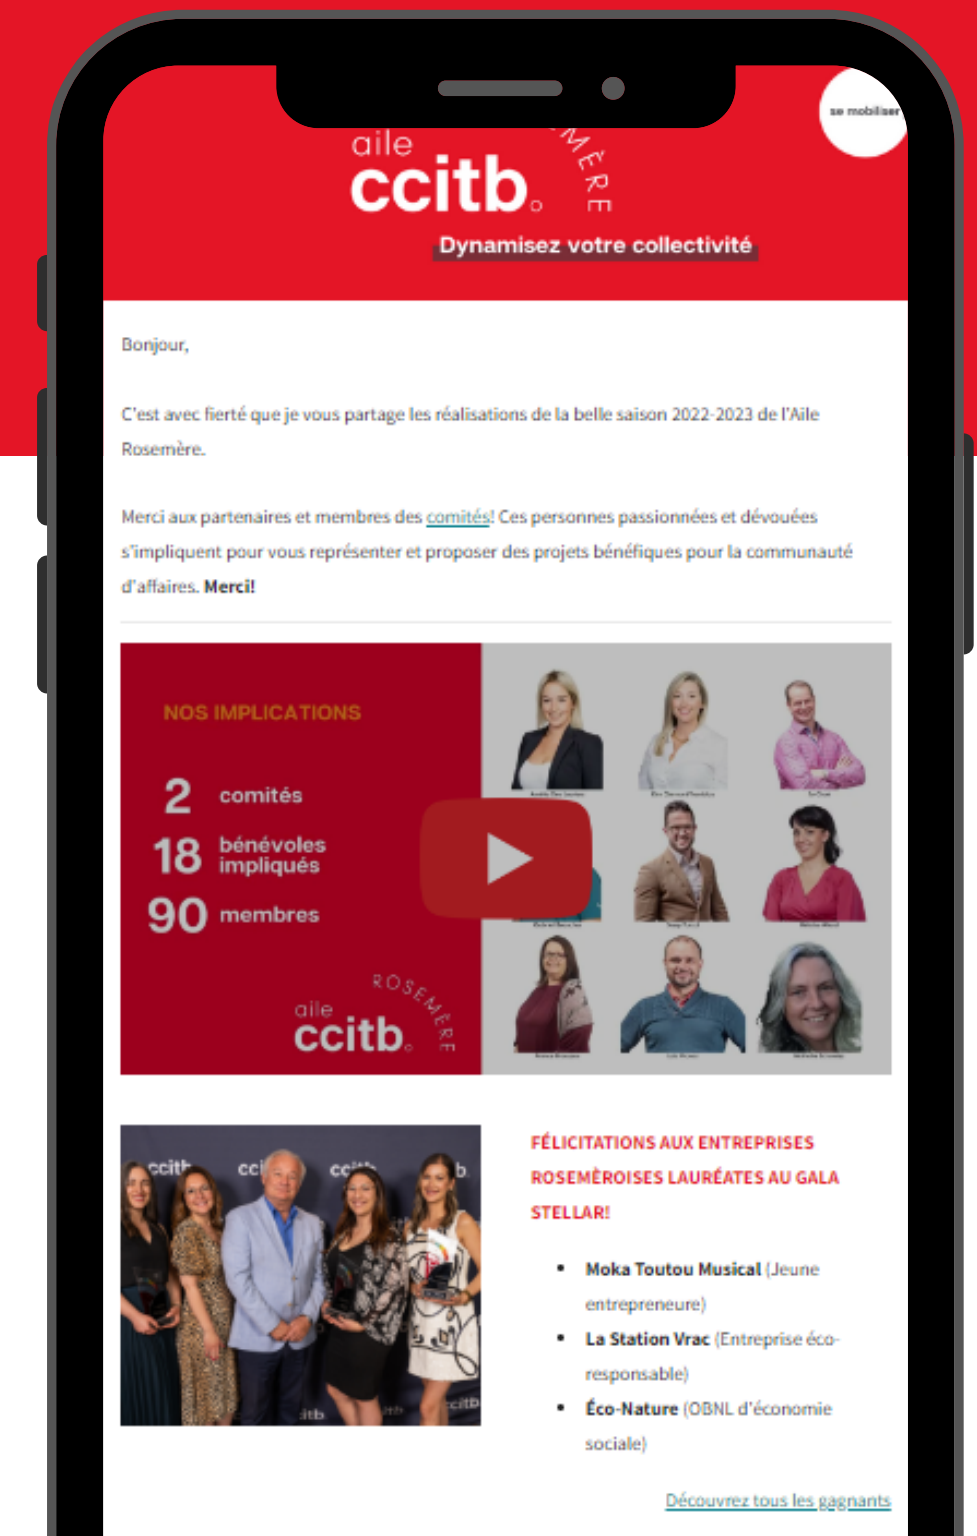 se mobiliser
aile
ccitb.
MÈRE
Dynamisez votre collectivité
Bonjour,
C'est avec fierté que je vous partage les réalisations de la belle saison 2022-2023 de l'Aile
Rosemère.
Merci aux partenaires et membres des comités! Ces personnes passionnées et dévouées
s'impliquent pour vous représenter et proposer des projets bénéfiques pour la communauté
d'affaires. Merci!
NOS IMPLICATIONS
2 comités
18 bénévoles
impliqués
90 membres
ROSEMÈRE
aile
ccitb.
ccitb ccitb.
FÉLICITATIONS AUX ENTREPRISES
ROSEMÈROISES LAURÉATES AU GALA
STELLAR!
• Moka Toutou Musical (Jeune
entrepreneure)
• La Station Vrac (Entreprise éco-
responsable)
• Éco-Nature (OBNL d'économie
sociale)
Découvrez tous les gagnants